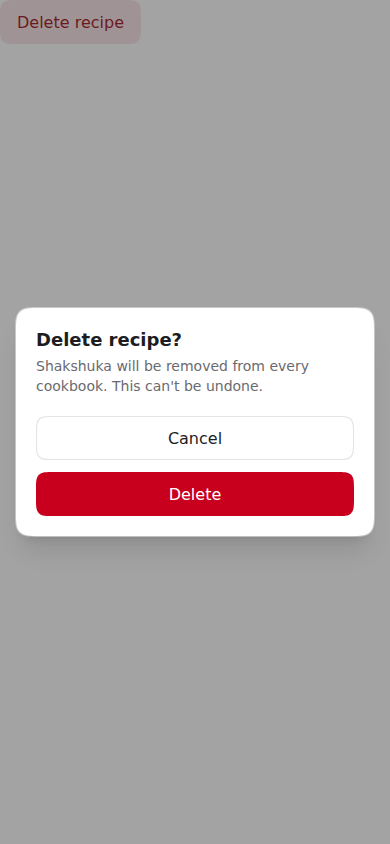 Delete recipe
Delete recipe?
Shakshuka will be removed from every
cookbook. This can't be undone.
Cancel
Delete